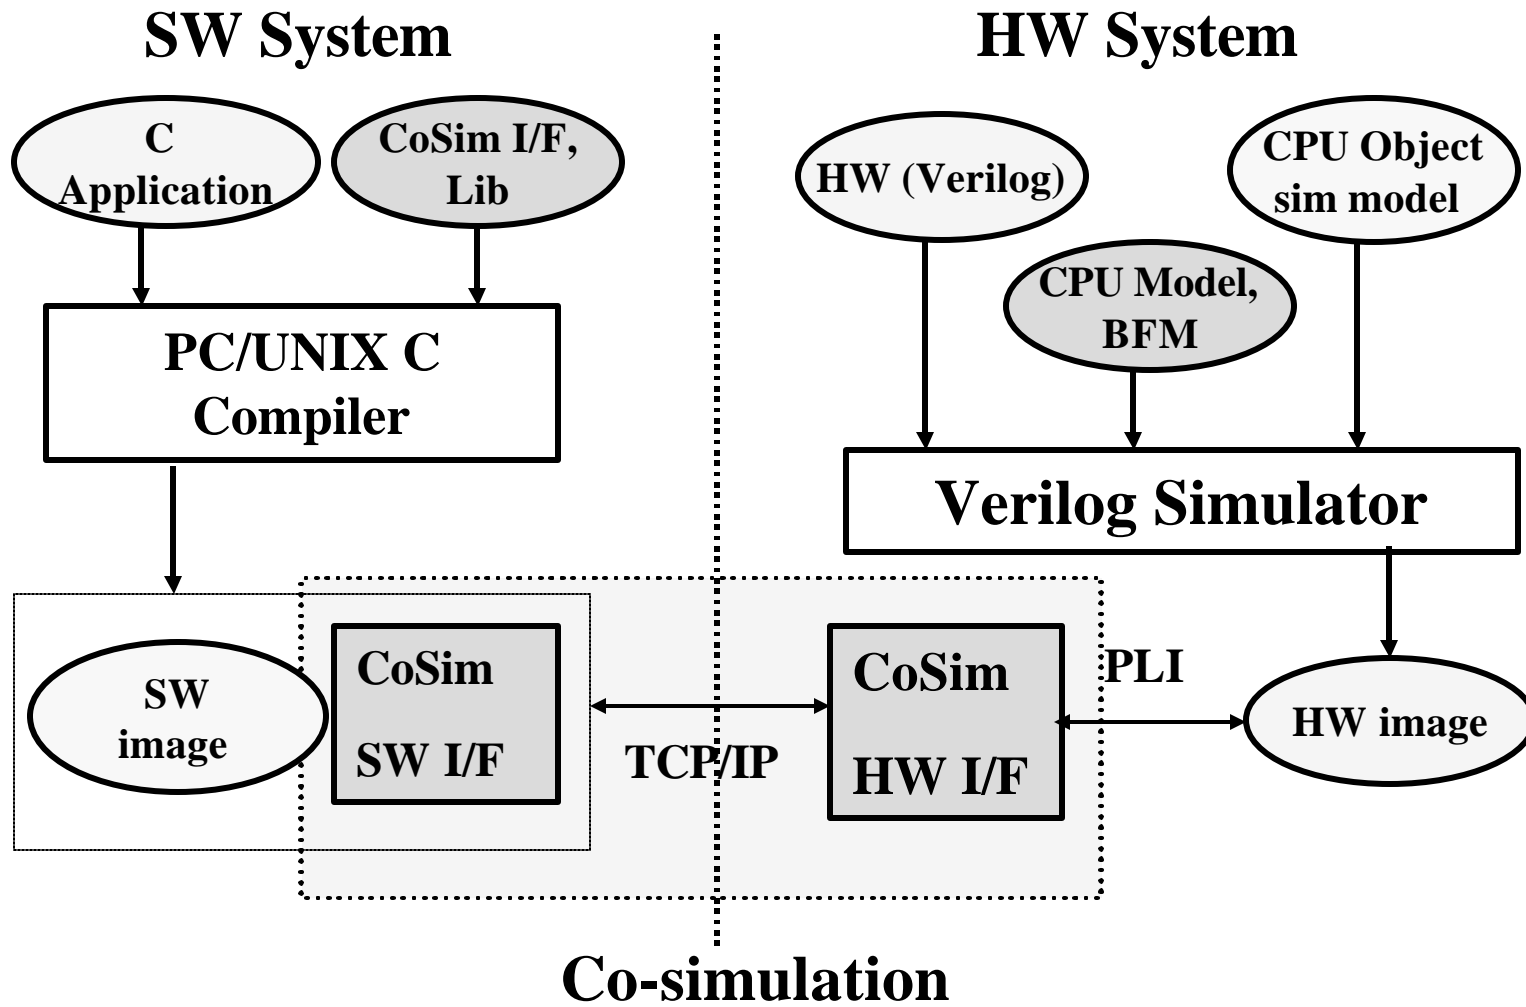 SW System
HW System
C
Application
CoSim I/F,
Lib
HW (Verilog)
CPU Object
sim model
CPU Model,
BFM
PC/UNIX C
Compiler
Verilog Simulator
SW
image
CoSim
SW I/F
TCP/IP
CoSim
HW I/F
PLI
HW image
Co-simulation